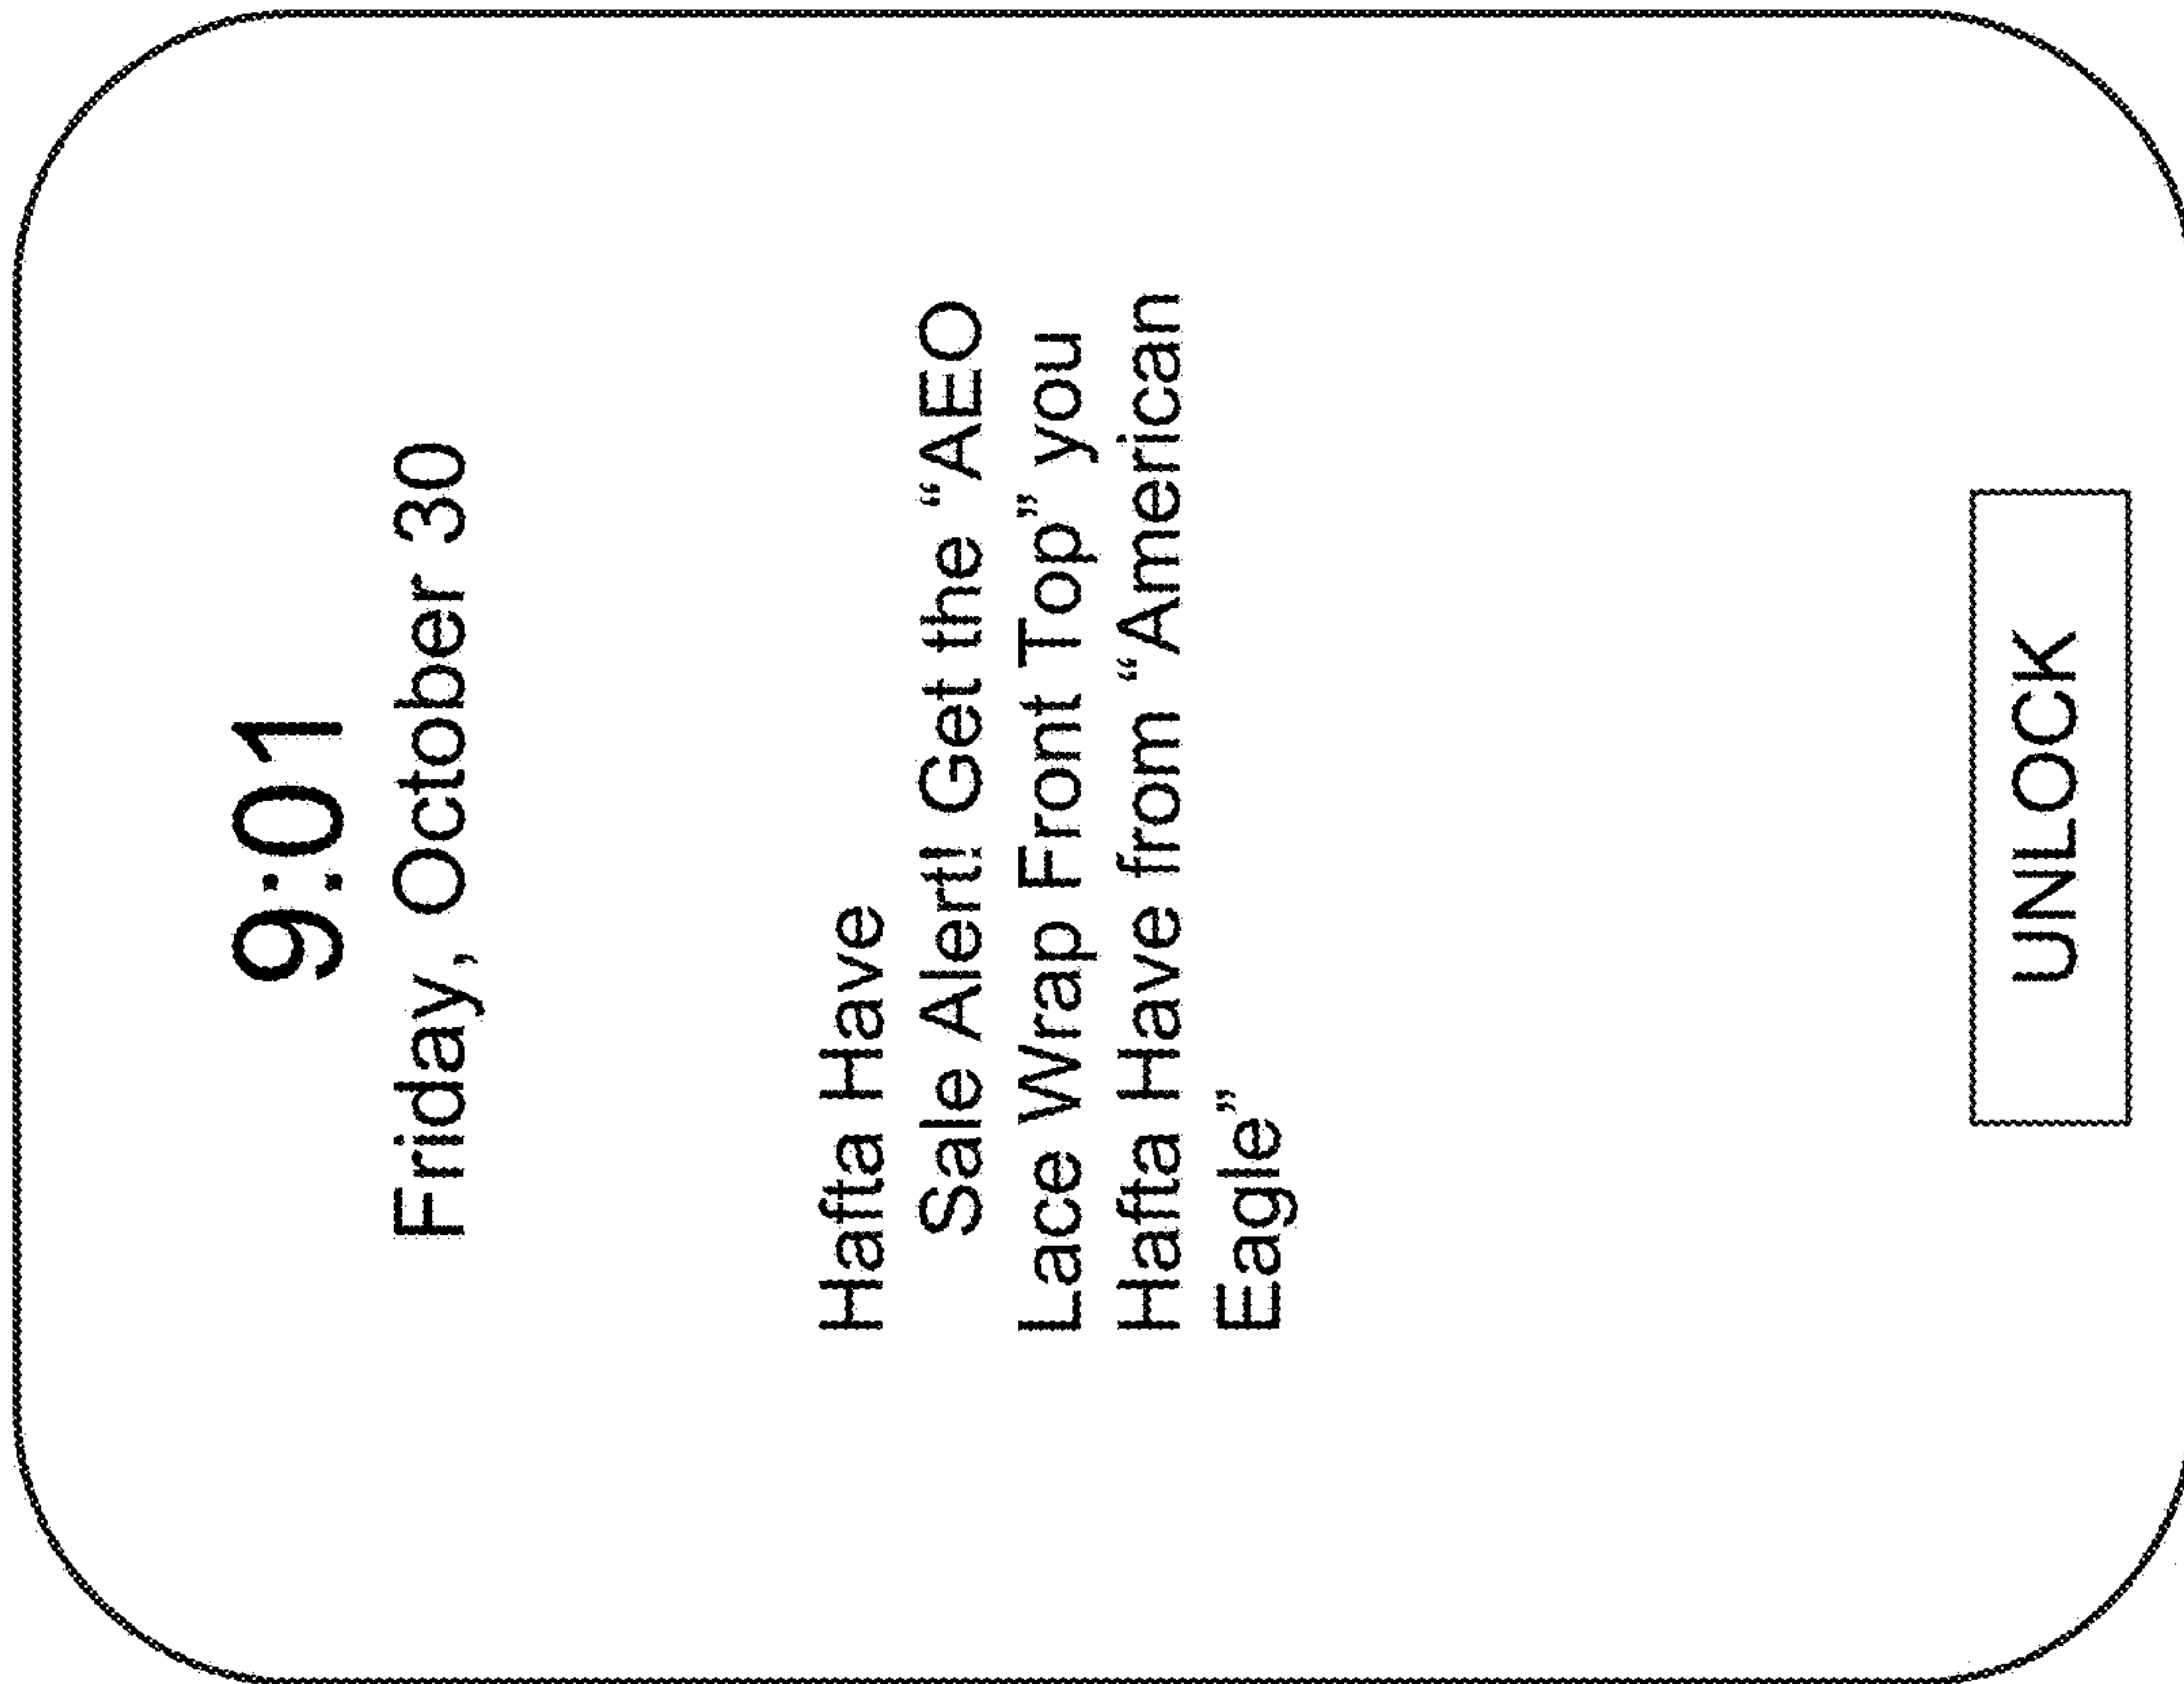 9:01
Friday, October 30
Hafta Have
Sale Alert! Get the “AEO
Lace Wrap Front Top” you
Hafta Have from “American
Eagle”
UNLOCK